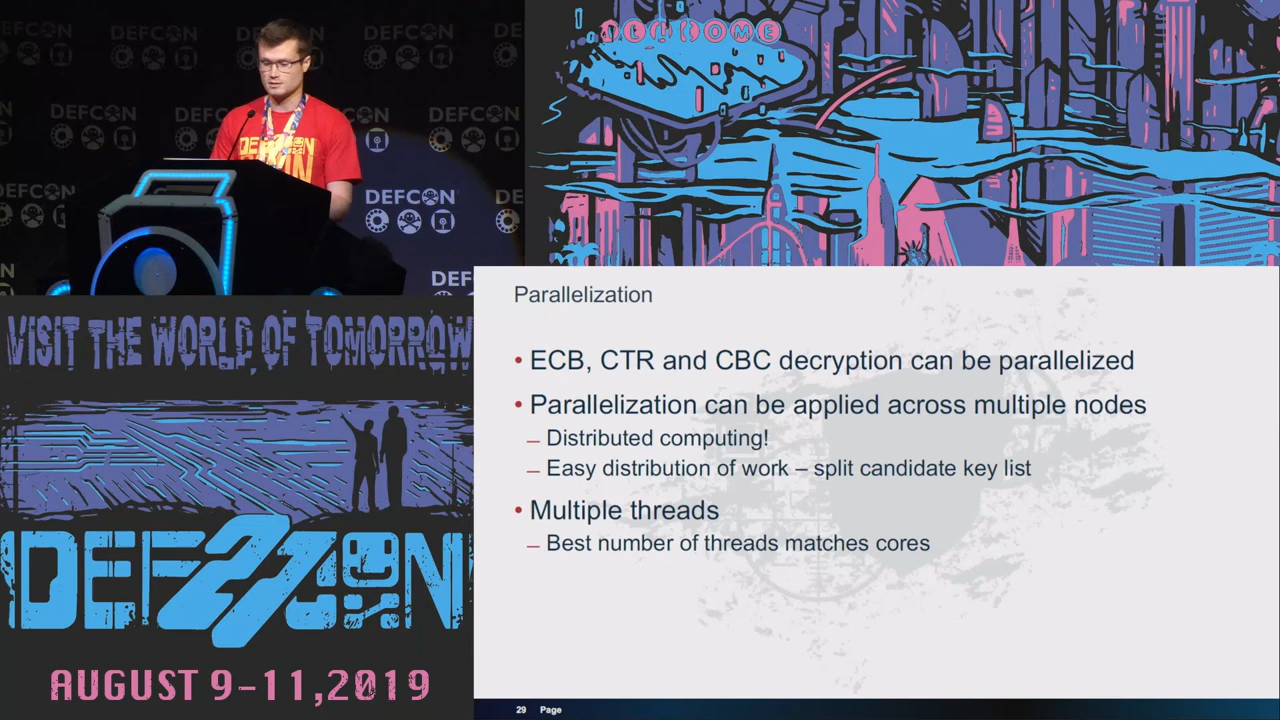 DEFCON
DEFCON
DEFCON
DEFCON
DEFCON
DEFCON
DEFCON
DEF
WELCOME
VISIT THE WORLD OF TOMORROW
DEF27CON
AUGUST 9-11,2019
Parallelization
• ECB, CTR and CBC decryption can be parallelized
• Parallelization can be applied across multiple nodes
– Distributed computing!
– Easy distribution of work – split candidate key list
• Multiple threads
– Best number of threads matches cores
29 Page